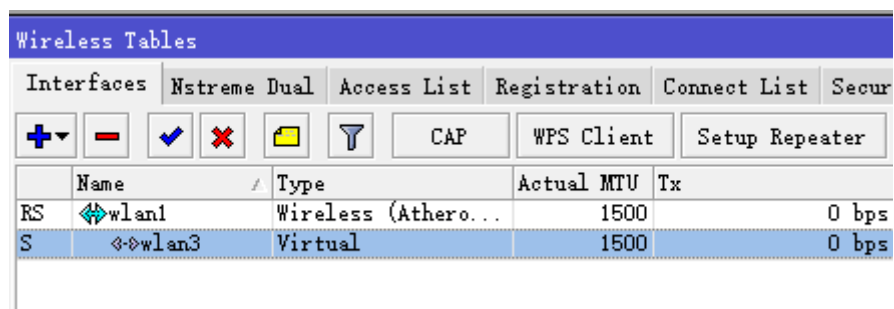 Wireless Tables
Interfaces Nstreme Dual Access List Registration Connect List Secur
CAP WPS Client Setup Repeater
Name Type Actual MTU Tx
RS wlan1 Wireless (Athero... 1500 0 bps
S wlan3 Virtual 1500 0 bps